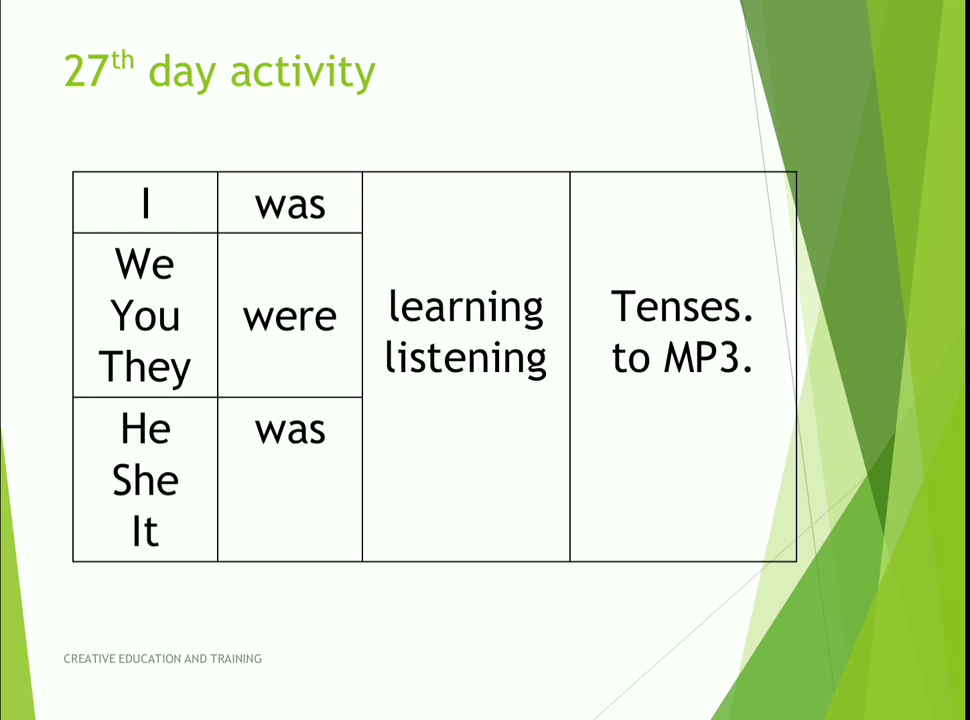 27th day activity
I was
We
You were
They
learning Tenses.
listening to MP3.
He was
She
It
CREATIVE EDUCATION AND TRAINING